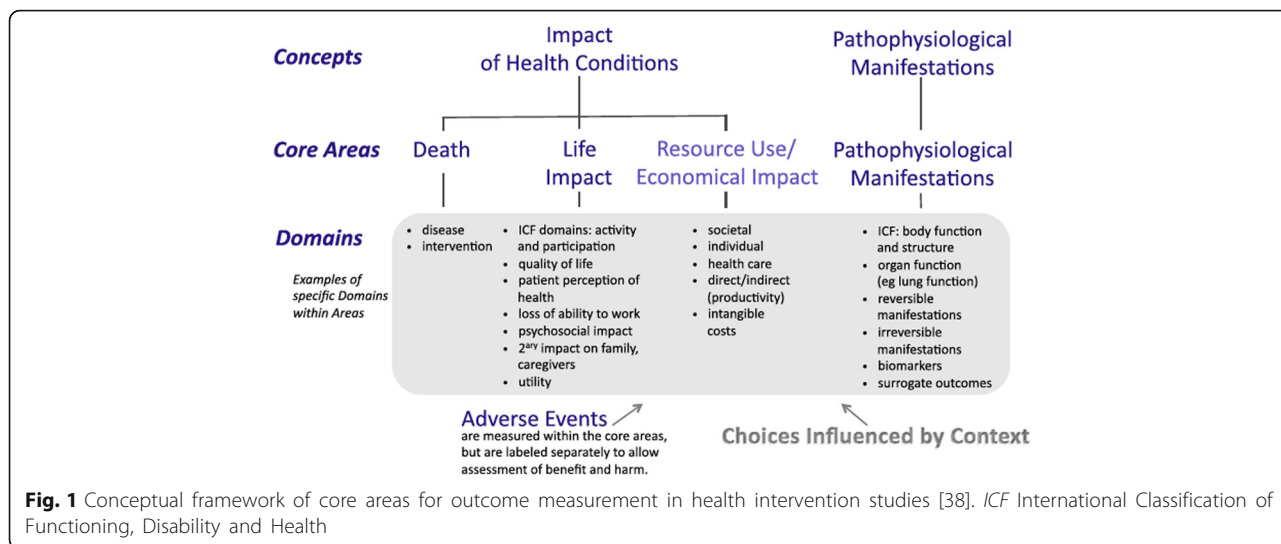 Concepts
Impact
of Health Conditions
Pathophysiological
Manifestations
Core Areas
Death
Life
Impact
Resource Use/
Economical Impact
Pathophysiological
Manifestations
Domains
Examples of
specific Domains
within Areas
• disease
• intervention
• ICF domains: activity
and participation
• quality of life
• patient perception of
health
• loss of ability to work
• psychosocial impact
• 2ary impact on family,
caregivers
• utility
• societal
• individual
• health care
• direct/indirect
(productivity)
• intangible
costs
• ICF: body function
and structure
• organ function
(eg lung function)
• reversible
manifestations
• irreversible
manifestations
• biomarkers
• surrogate outcomes
Adverse Events
are measured within the core areas,
but are labeled separately to allow
assessment of benefit and harm.
Choices Influenced by Context
Fig. 1 Conceptual framework of core areas for outcome measurement in health intervention studies [38]. ICF International Classification of
Functioning, Disability and Health